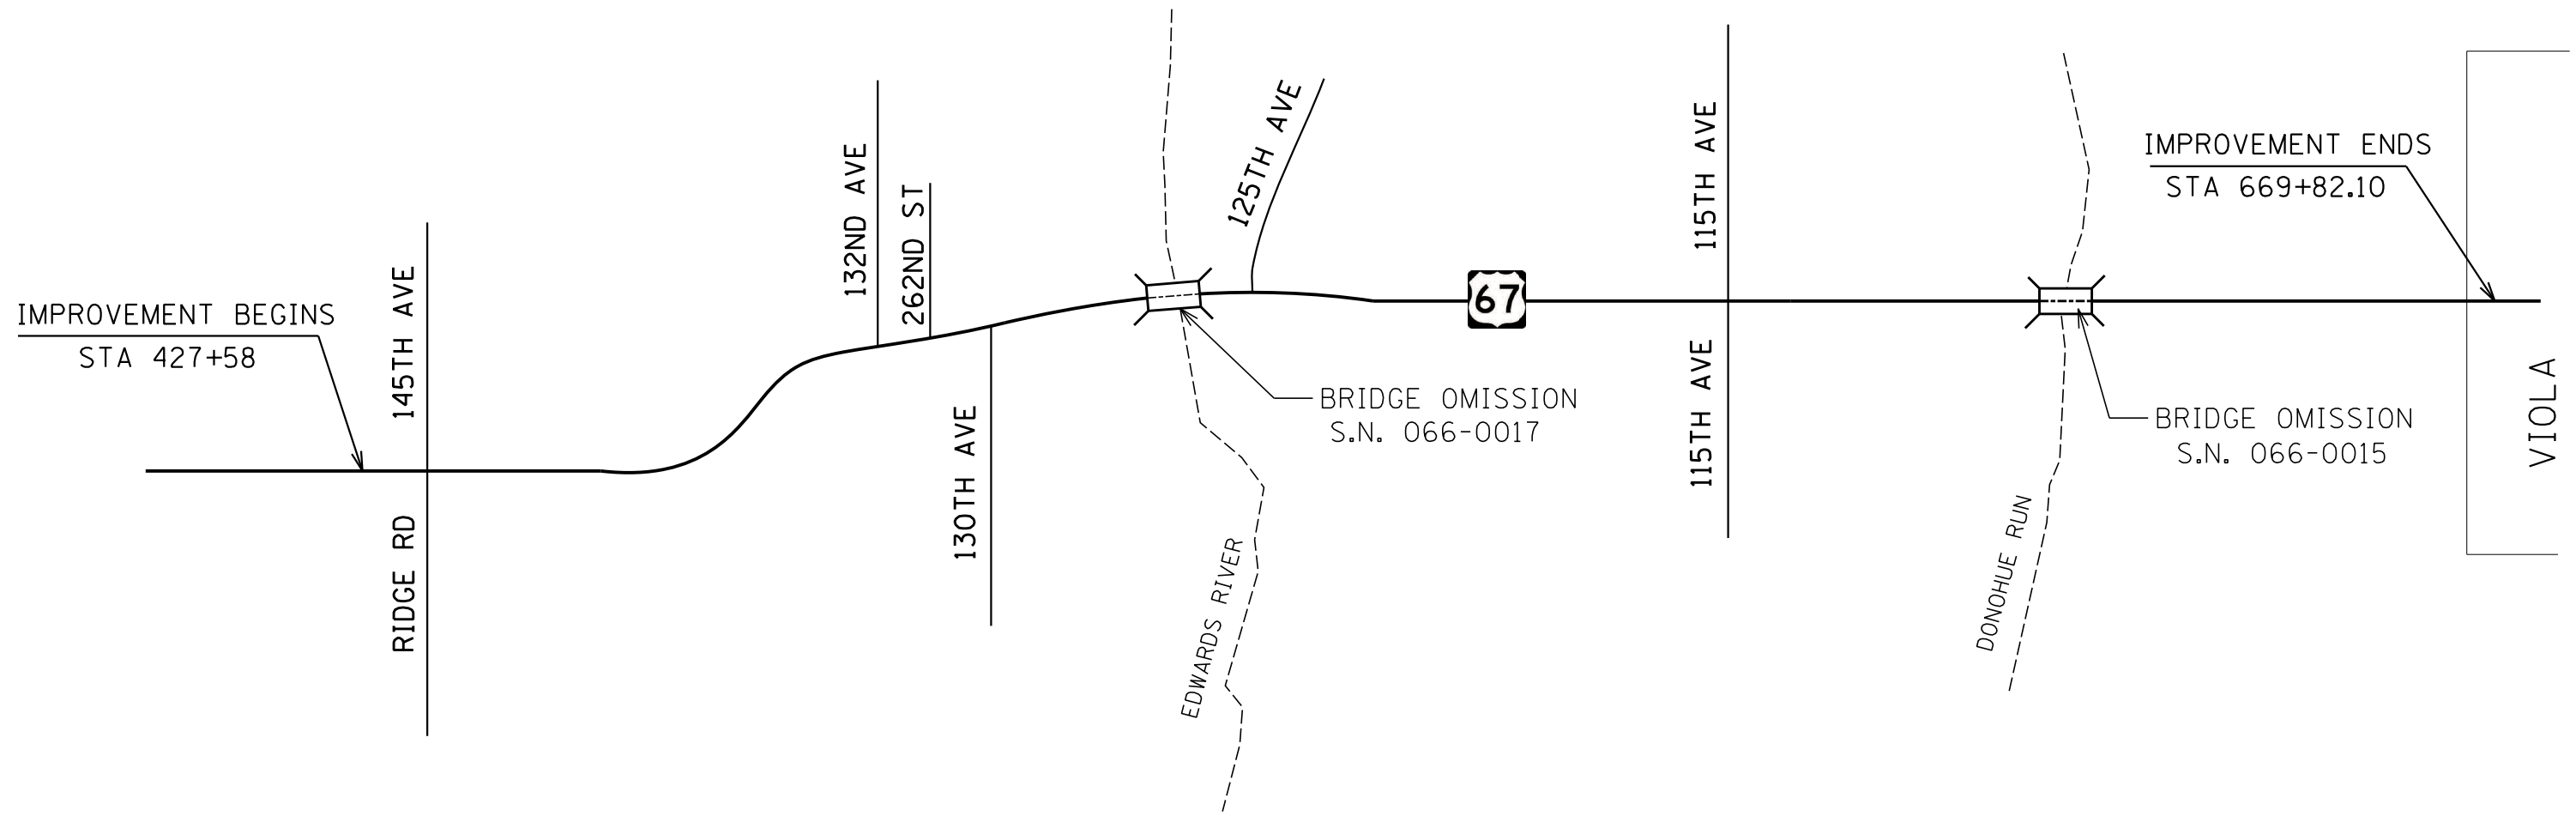 IMPROVEMENT BEGINS
STA 427+58
145TH AVE
RIDGE RD
132ND AVE
262ND ST
130TH AVE
125TH AVE
EDWARDS RIVER
BRIDGE OMISSION
S.N. 066-0017
67
115TH AVE
115TH AVE
DONOHUE RUN
BRIDGE OMISSION
S.N. 066-0015
IMPROVEMENT ENDS
STA 669+82.10
VIOLA